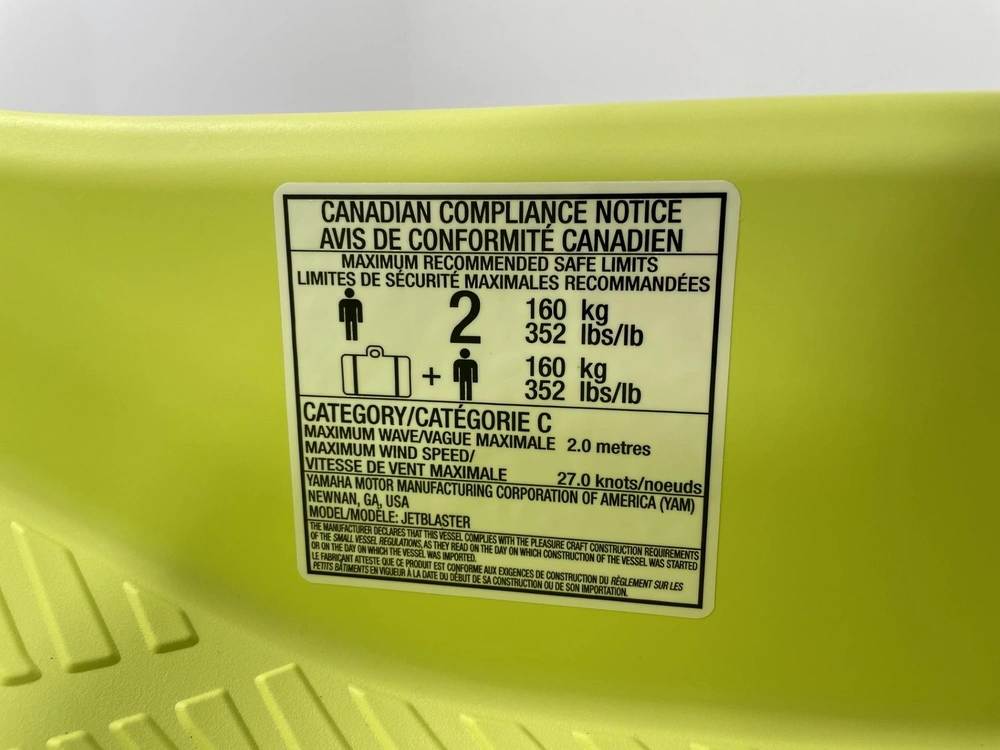 CANADIAN COMPLIANCE NOTICE
AVIS DE CONFORMITÉ CANADIEN
MAXIMUM RECOMMENDED SAFE LIMITS
LIMITES DE SÉCURITÉ MAXIMALES RECOMMANDÉES
2 160 kg
352 lbs/lb
+ 160 kg
352 lbs/lb
CATEGORY/CATÉGORIE C
MAXIMUM WAVE/VAGUE MAXIMALE 2.0 metres
MAXIMUM WIND SPEED/
VITESSE DE VENT MAXIMALE 27.0 knots/noeuds
YAMAHA MOTOR MANUFACTURING CORPORATION OF AMERICA (YAM)
NEWNAN, GA, USA
MODEL/MODÈLE: JETBLASTER
THE MANUFACTURER DECLARES THAT THIS VESSEL COMPLIES WITH THE PLEASURE CRAFT CONSTRUCTION REQUIREMENTS
OF THE SMALL VESSEL REGULATIONS, AS THEY READ ON THE DAY ON WHICH CONSTRUCTION OF THE VESSEL WAS STARTED
OR ON THE DAY ON WHICH THE VESSEL WAS IMPORTED.
LE FABRICANT ATTESTE QUE CE PRODUIT EST CONFORME AUX EXIGENCES DE CONSTRUCTION DU RÈGLEMENT SUR LES
PETITS BÂTIMENTS EN VIGUEUR À LA DATE DU DÉBUT DE SA CONSTRUCTION OU DE SON IMPORTATION.